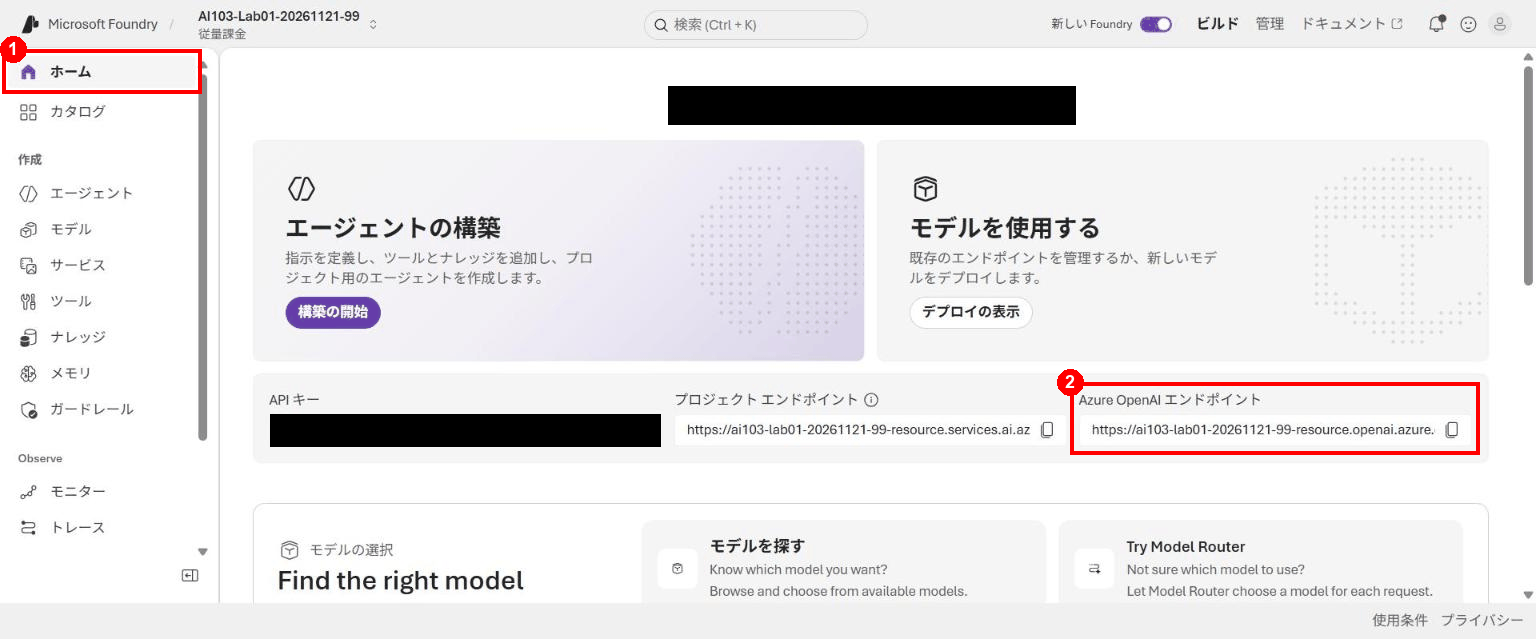 Microsoft Foundry /
AI103-Lab01-20261121-99
従量課金
検索 (Ctrl + K)
新しい Foundry
ビルド
管理
ドキュメント
1
ホーム
カタログ
作成
エージェント
モデル
サービス
ツール
ナレッジ
メモリ
ガードレール
Observe
モニター
トレース
エージェントの構築
指示を定義し、ツールとナレッジを追加し、プロ
ジェクト用のエージェントを作成します。
構築の開始
モデルを使用する
既存のエンドポイントを管理するか、新しいモデ
ルをデプロイします。
デプロイの表示
API キー
プロジェクト エンドポイント
https://ai103-lab01-20261121-99-resource.services.ai.az
2
Azure OpenAI エンドポイント
https://ai103-lab01-20261121-99-resource.openai.azure.
モデルの選択
Find the right model
モデルを探す
Know which model you want?
Browse and choose from available models.
Try Model Router
Not sure which model to use?
Let Model Router choose a model for each request.
使用条件
プライバシー